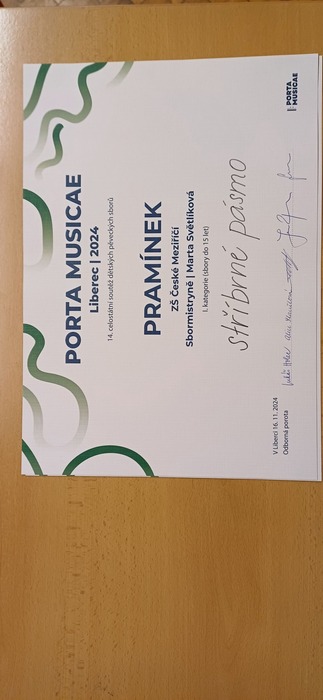 PORTA MUSICAE
Liberec | 2024
14. celostátní soutěž dětských pěveckých sborů
PRAMÍNEK
ZŠ České Meziříčí
Sbormistryně | Marta Světlíková
I. kategorie (sbory do 15 let)
stříbrné pásmo
V Liberci 16. 11. 2024
Odborná porota
PORTA
MUSICAE